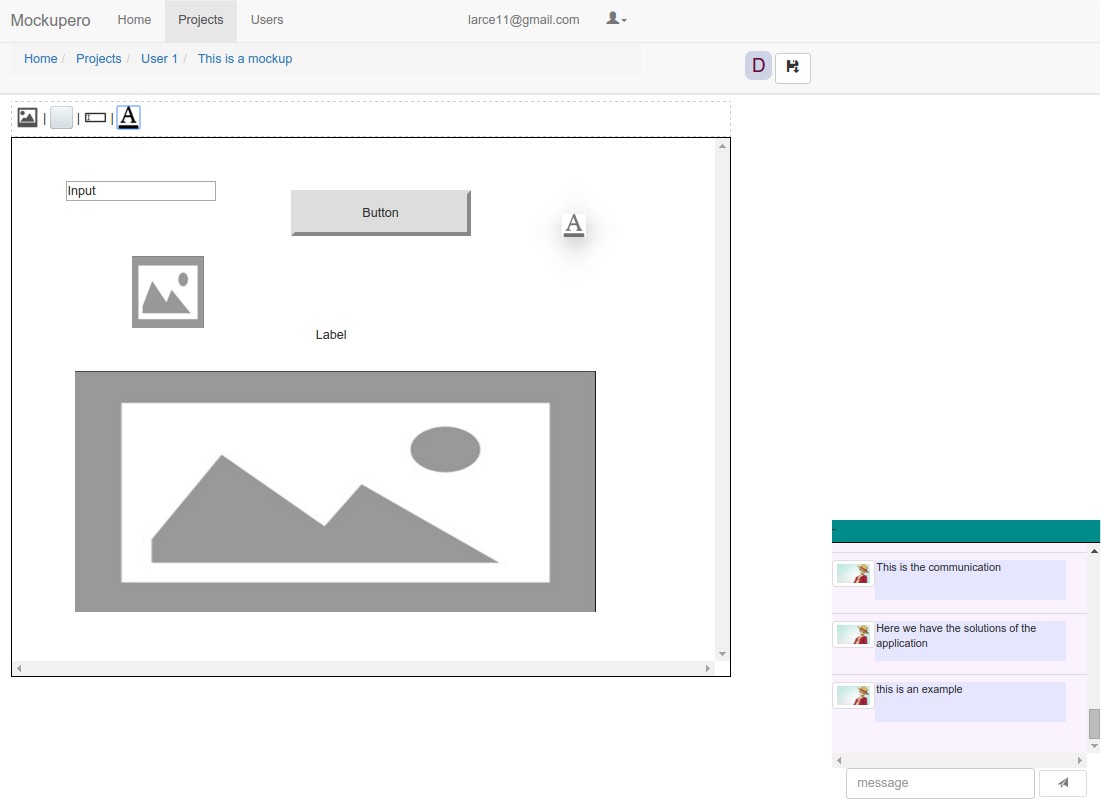 Mockupero Home Projects Users larce11@gmail.com
Home / Projects / User 1 / This is a mockup
D
| | | A
Input
Button
A
Label
This is the communication
Here we have the solutions of the
application
this is an example
message